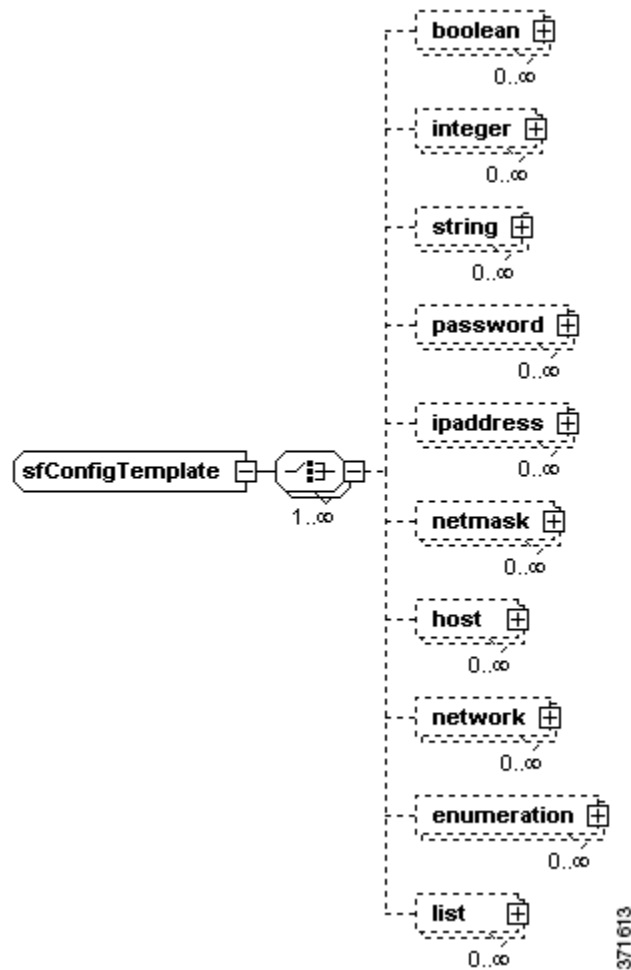 boolean
0..∞
integer
0..∞
string
0..∞
password
0..∞
ipaddress
0..∞
sfConfigTemplate
1..∞
netmask
0..∞
host
0..∞
network
0..∞
enumeration
0..∞
list
0..∞
371613